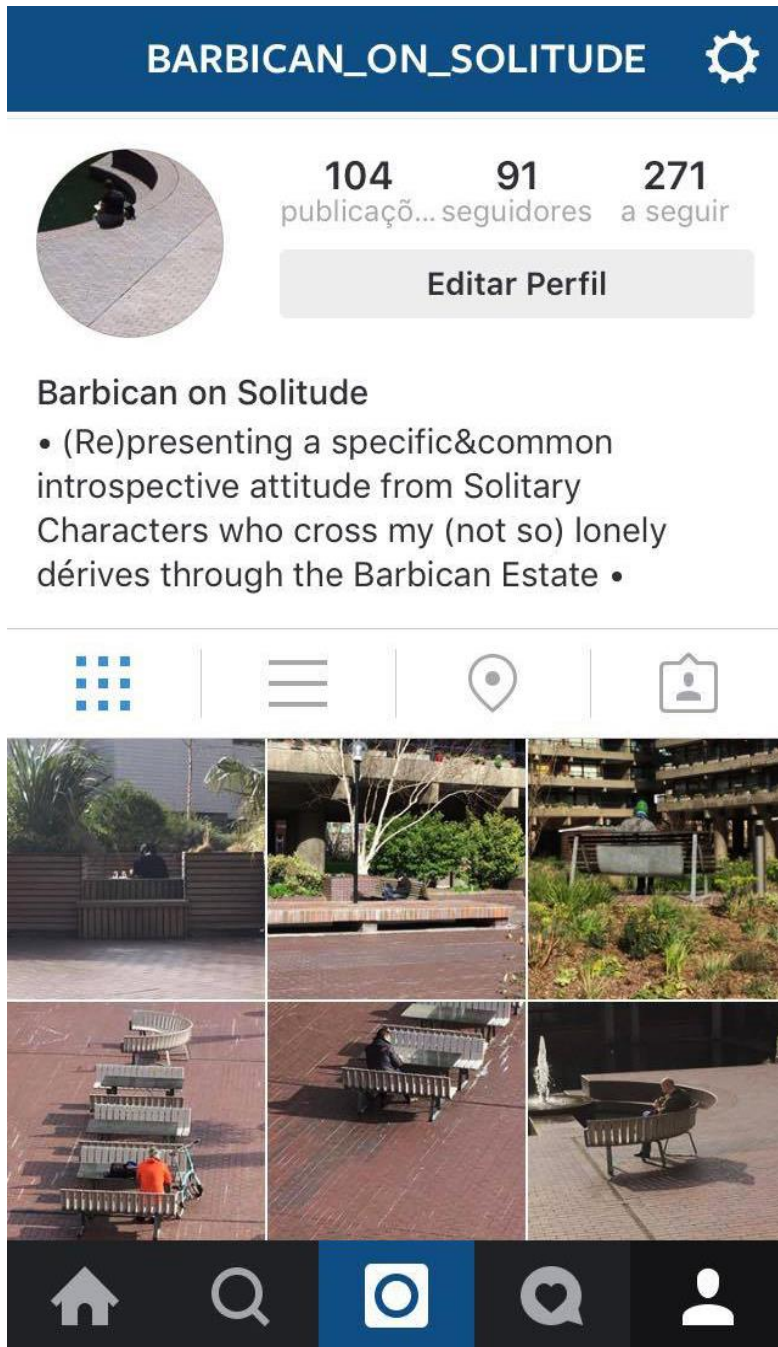 BARBICAN_ON_SOLITUDE
104 91 271
publicaçõ... seguidores a seguir
Editar Perfil
Barbican on Solitude
• (Re)presenting a specific&common
introspective attitude from Solitary
Characters who cross my (not so) lonely
dérives through the Barbican Estate •